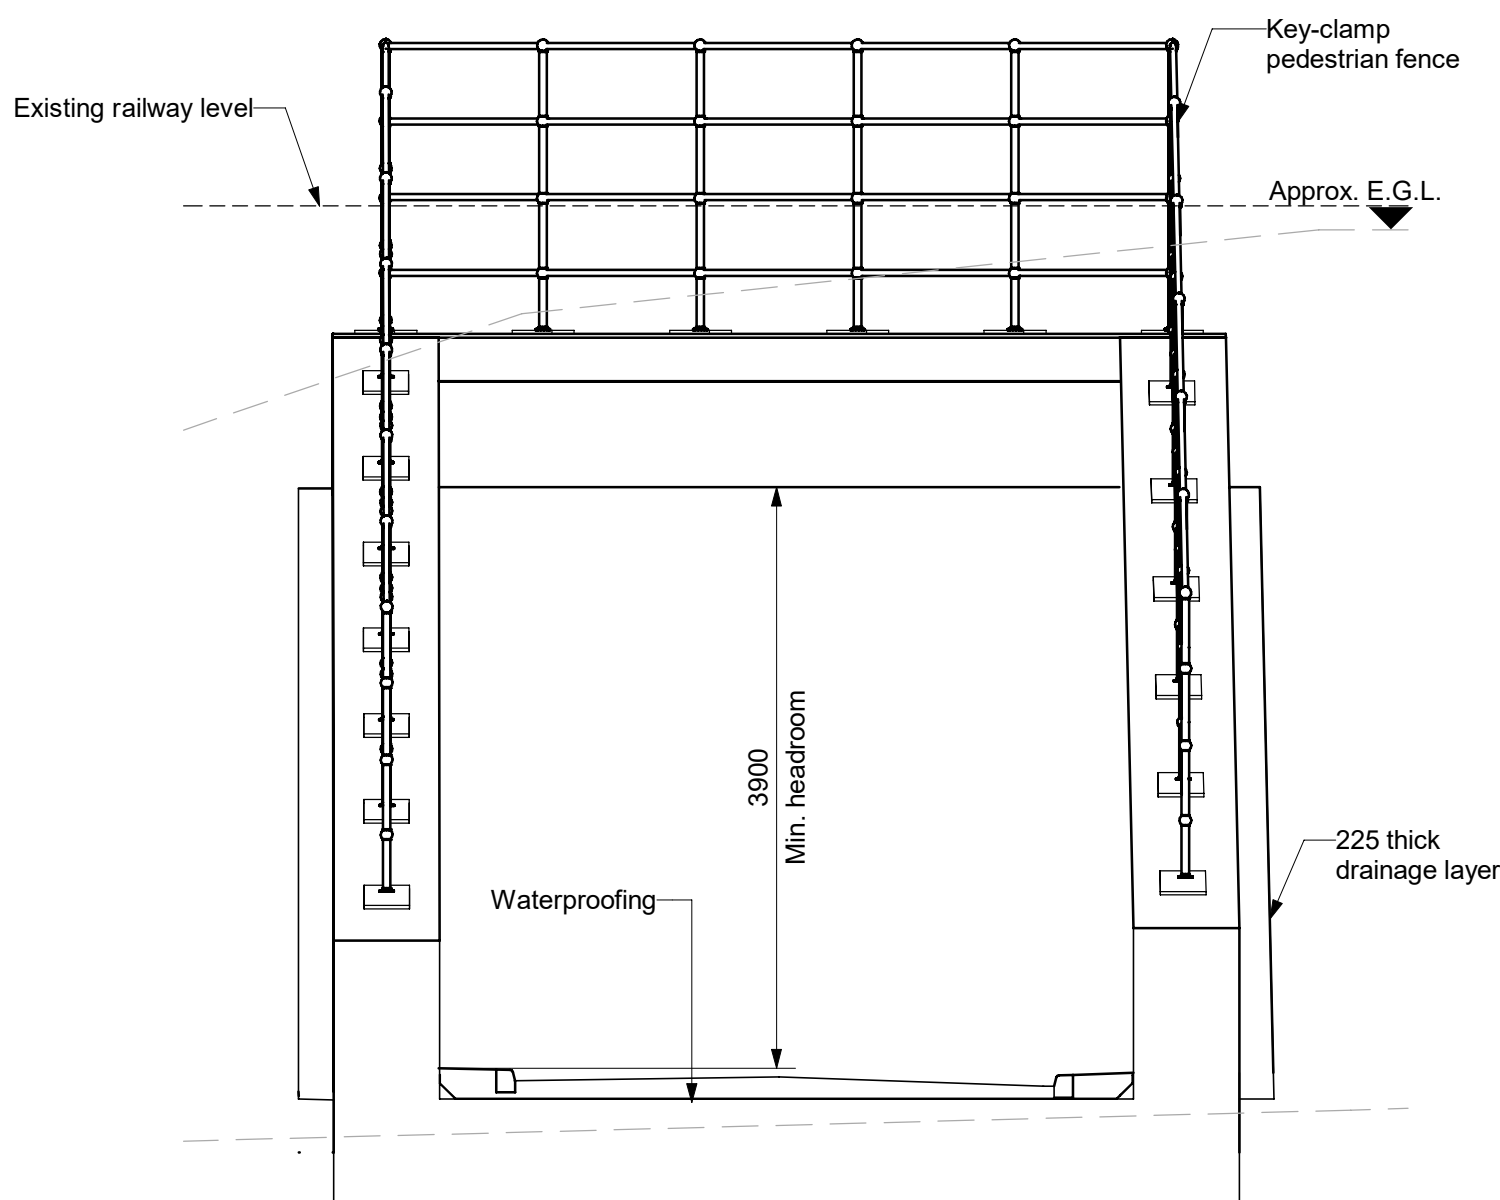 Key-clamp
pedestrian fence
Existing railway level
Approx. E.G.L.
3900
Min. headroom
225 thick
drainage layer
Waterproofing